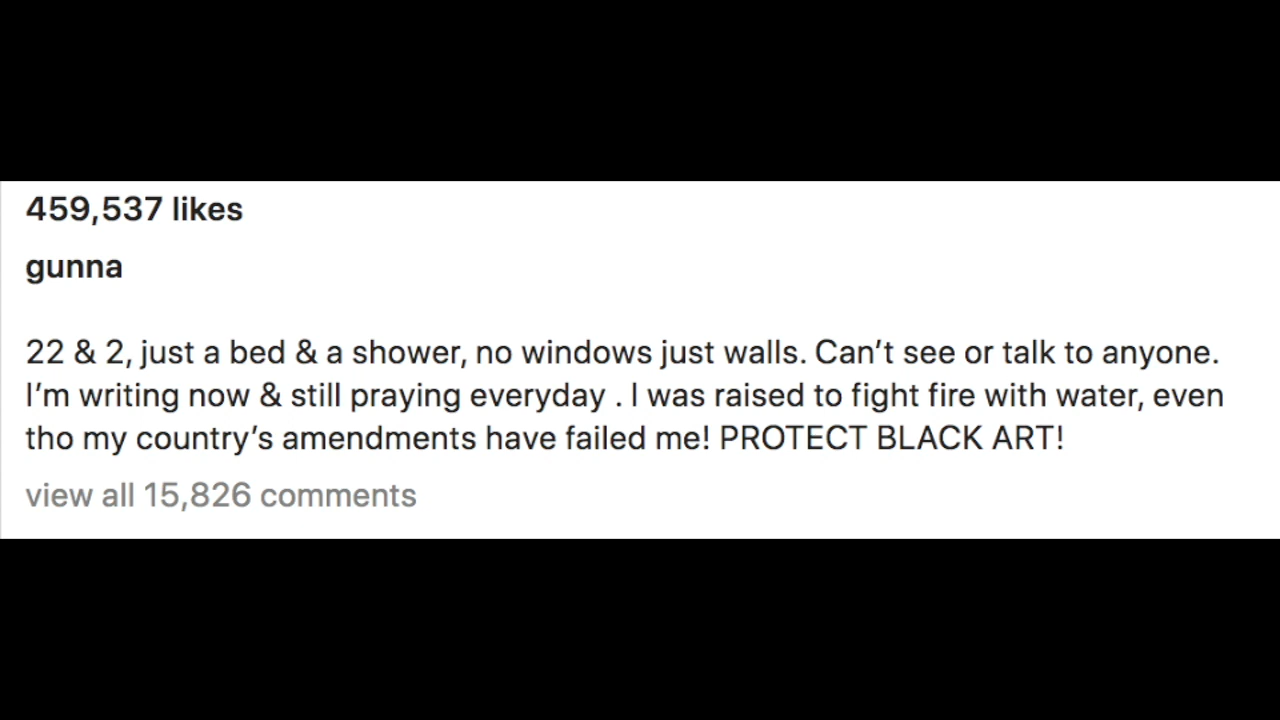 459,537 likes
gunna
22 & 2, just a bed & a shower, no windows just walls. Can’t see or talk to anyone.
I’m writing now & still praying everyday . I was raised to fight fire with water, even
tho my country’s amendments have failed me! PROTECT BLACK ART!
view all 15,826 comments